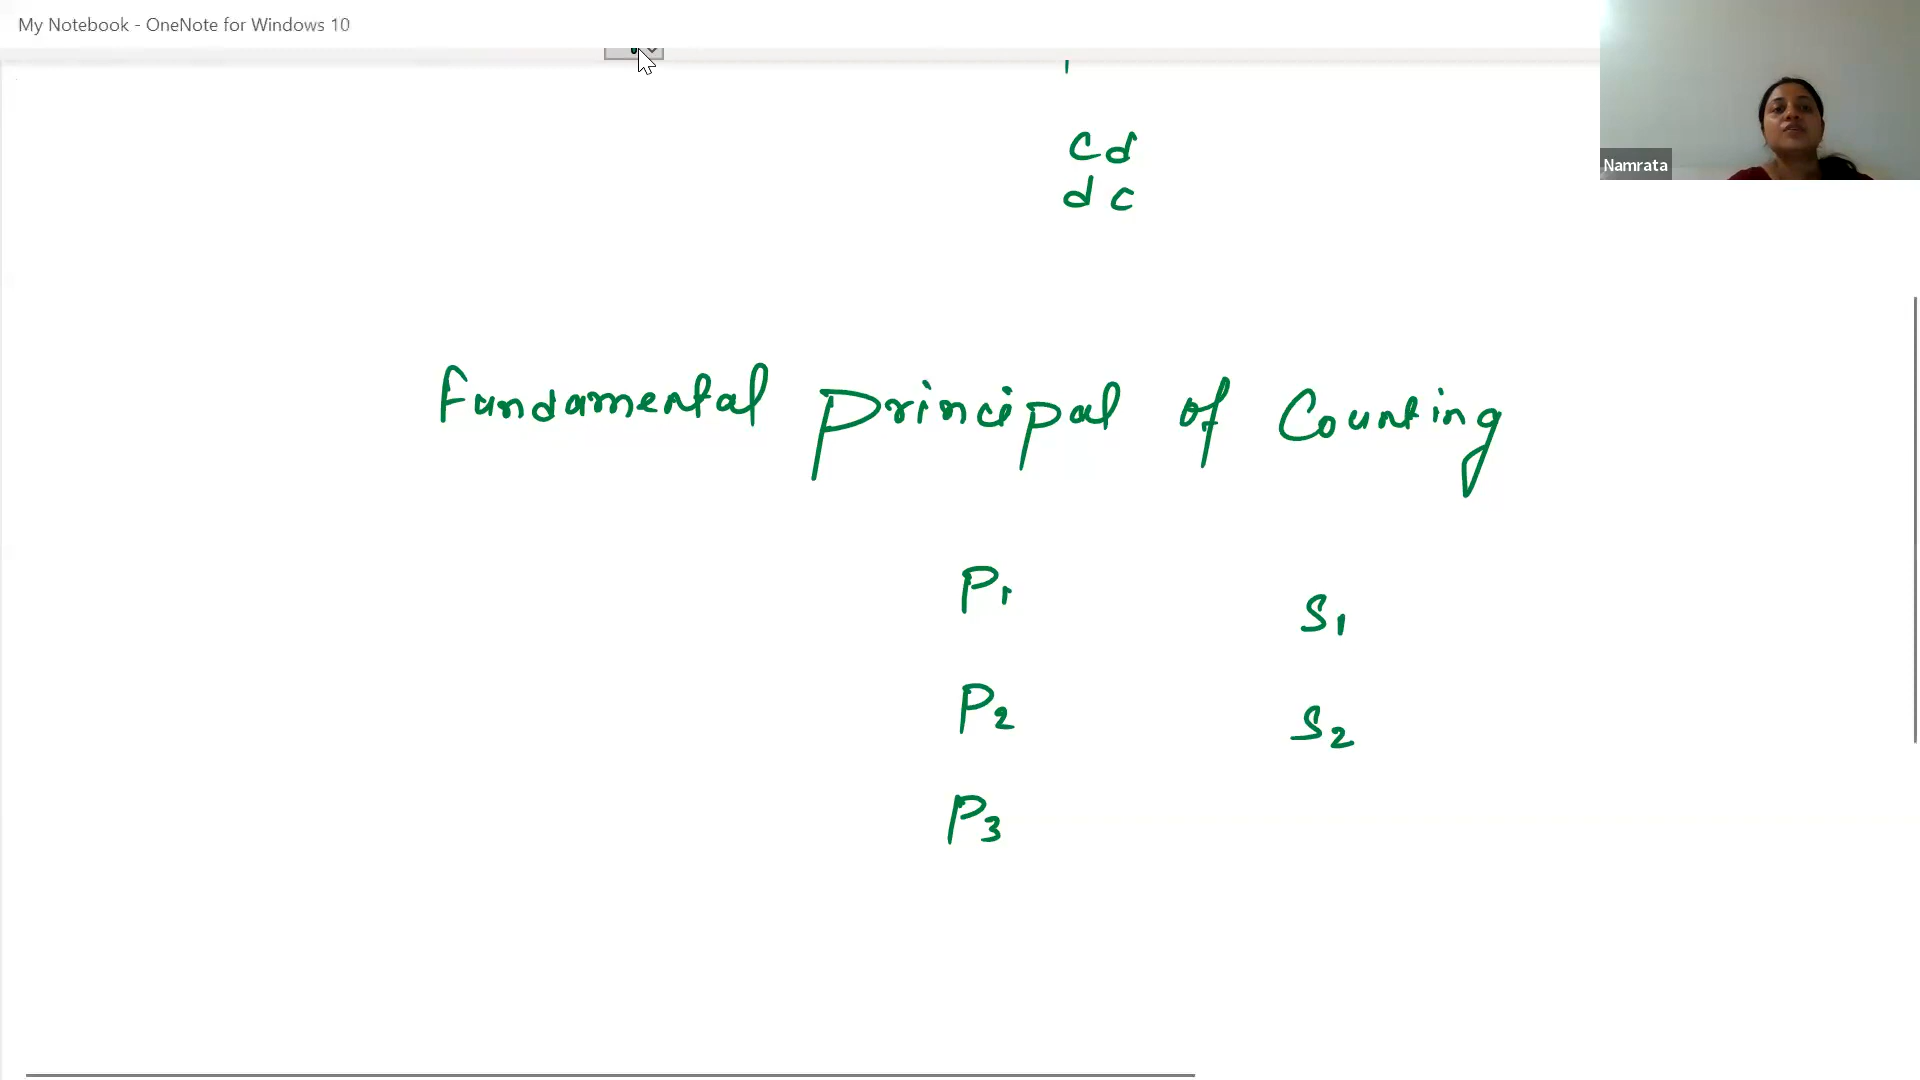 My Notebook - OneNote for Windows 10
Namrata
cd
dc
Fundamental Principal of Counting
P1 S1
P2 S2
P3